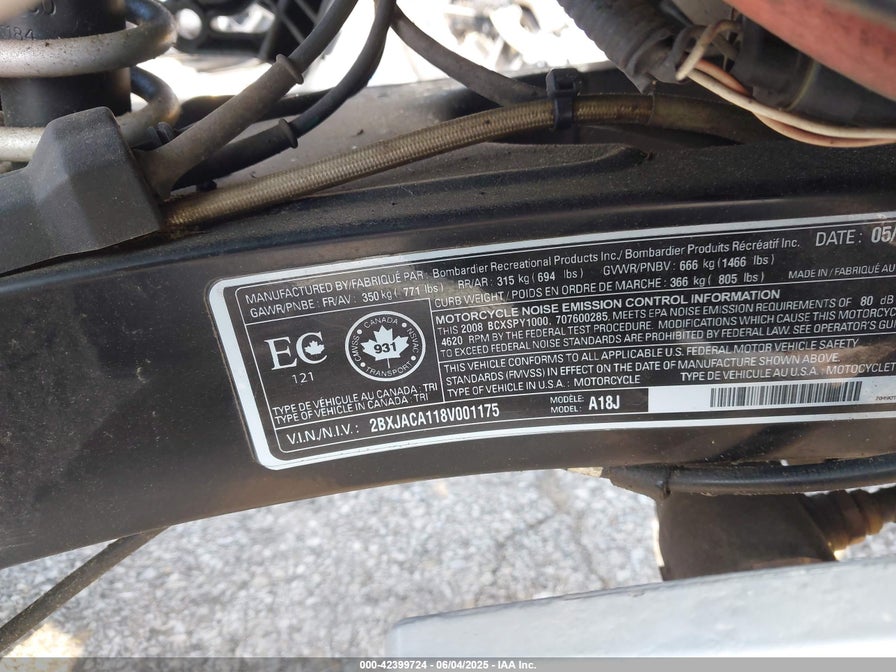 184
MANUFACTURED BY/FABRIQUÉ PAR: Bombardier Recreational Products Inc./ Bombardier Produits Récréatif Inc. DATE: 05/
GAWR/PNBE: FR/AV: 350 kg ( 771 lbs) RR/AR: 315 kg ( 694 lbs) GVWR/PNBV: 666 kg (1466 lbs)
CURB WEIGHT / POIDS EN ORDRE DE MARCHE: 366 kg ( 805 lbs) MADE IN / FABRIQUÉ AU
MOTORCYCLE NOISE EMISSION CONTROL INFORMATION
THIS 2008 BCXSPY1000, 707600285, MEETS EPA NOISE EMISSION REQUIREMENTS OF 80 dB
4620 RPM BY THE FEDERAL TEST PROCEDURE. MODIFICATIONS WHICH CAUSE THIS MOTORCYC
TO EXCEED FEDERAL NOISE STANDARDS ARE PROHIBITED BY FEDERAL LAW. SEE OPERATOR'S
THIS VEHICLE CONFORMS TO ALL APPLICABLE U.S. FEDERAL MOTOR VEHICLE SAFETY
STANDARDS (FMVSS) IN EFFECT ON THE DATE OF MANUFACTURE SHOWN ABOVE.
TYPE OF VEHICLE IN U.S.A.: MOTORCYCLE TYPE DE VEHICULE AU U.S.A.: MOTOCYCLET
EC
121
CANADA
CMVSS
NSVAC
931
TRANSPORT
TYPE DE VÉHICULE AU CANADA: TRI
TYPE OF VEHICLE IN CANADA: TRI
V.I.N./N.I.V.: 2BXJACA118V001175
MODÈLE:
MODEL: A18J
000-42399724 | 06/04/2025 - IAA Inc.